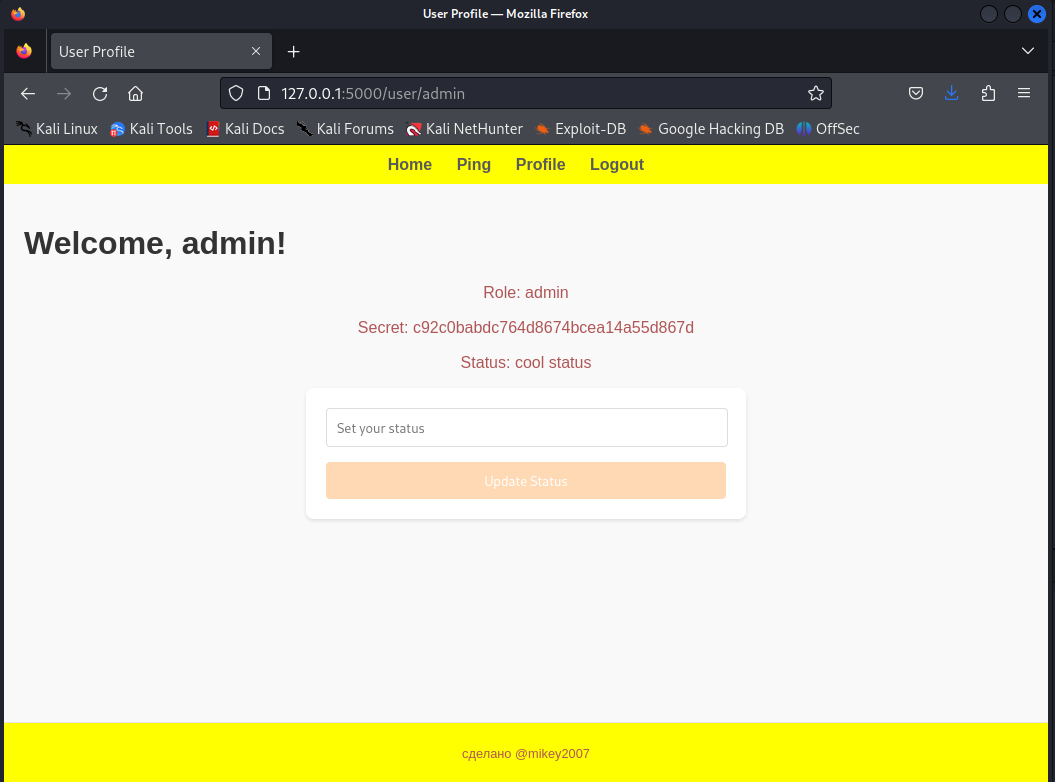 User Profile — Mozilla Firefox
User Profile
127.0.0.1:5000/user/admin
Kali Linux Kali Tools Kali Docs Kali Forums Kali NetHunter Exploit-DB Google Hacking DB OffSec
Home Ping Profile Logout
Welcome, admin!
Role: admin
Secret: c92c0babdc764d8674bcea14a55d867d
Status: cool status
Set your status
Update Status
сделано @mikey2007